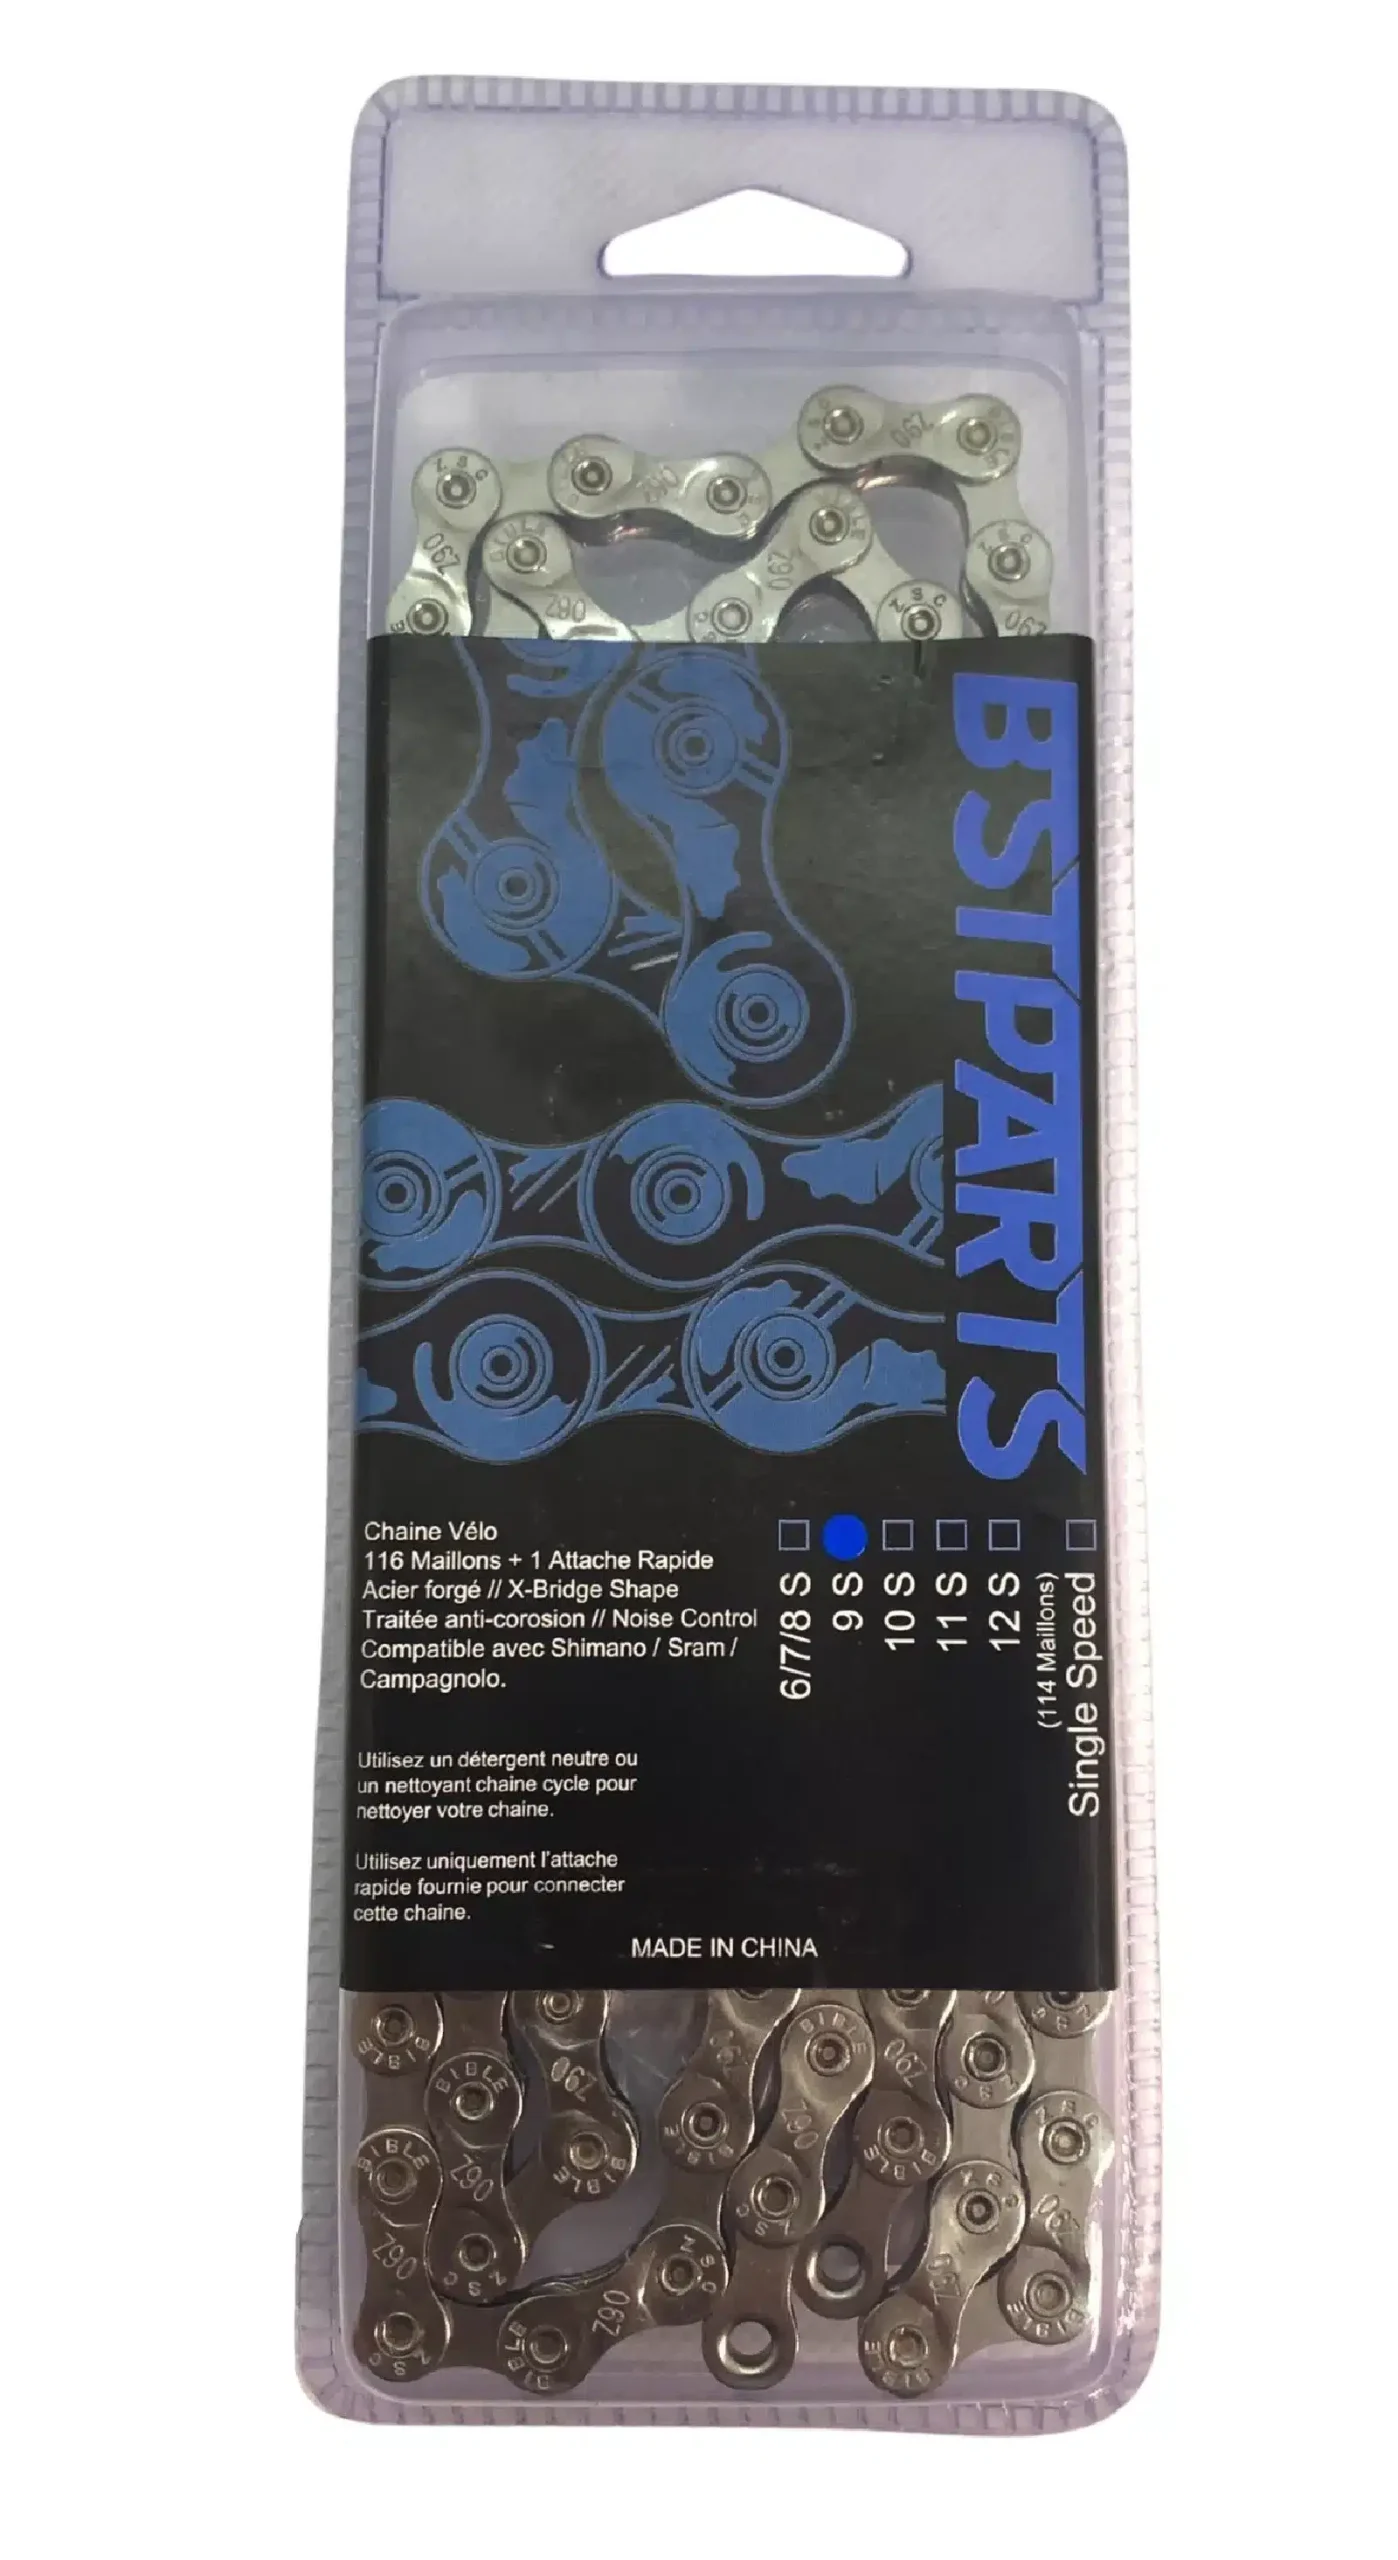 BSTPARTS
Chaine Vélo
116 Maillons + 1 Attache Rapide
Acier forgé // X-Bridge Shape
Traitée anti-corosion // Noise Control
Compatible avec Shimano / Sram /
Campagnolo.
6/7/8 S
9 S
10 S
11 S
12 S
(114 Maillons)
Single Speed
Utilisez un détergent neutre ou
un nettoyant chaine cycle pour
nettoyer votre chaine.
Utilisez uniquement l'attache
rapide fournie pour connecter
cette chaine.
MADE IN CHINA
BIBLE
Z90